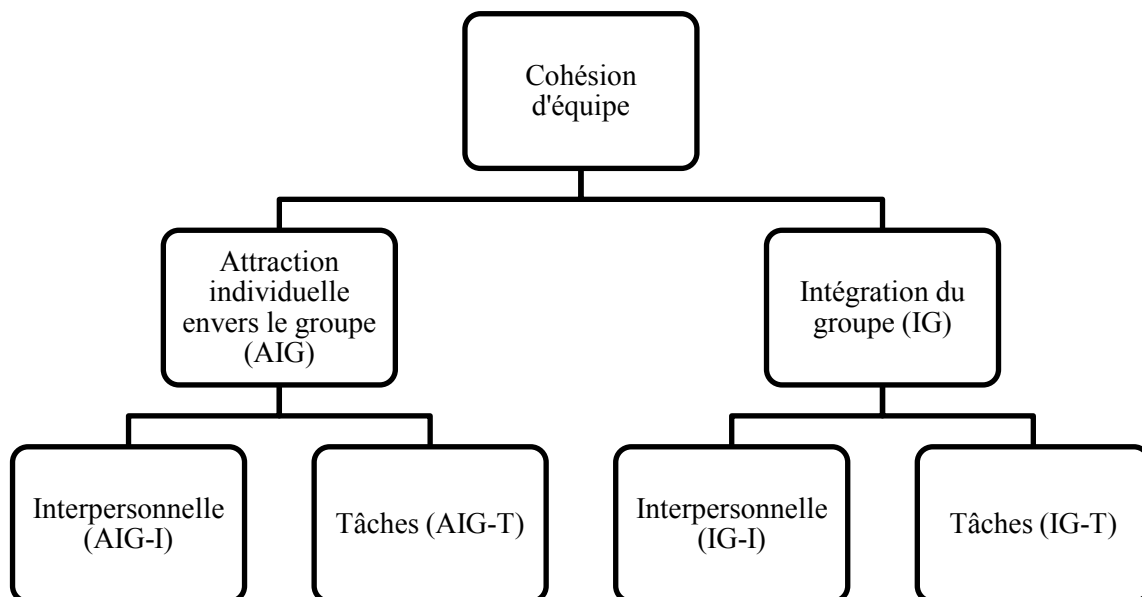 Cohésion
d'équipe
Attraction
individuelle
envers le groupe
(AIG)
Intégration du
groupe (IG)
Interpersonnelle
(AIG-I)
Tâches (AIG-T)
Interpersonnelle
(IG-I)
Tâches (IG-T)